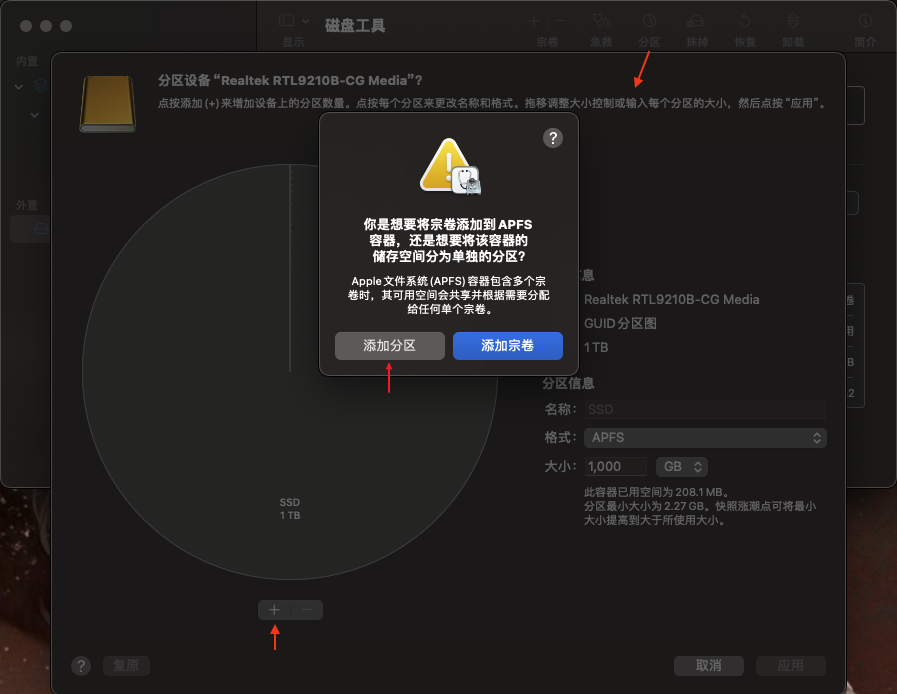 磁盘工具
显示
宗卷
急救
分区
抹掉
恢复
卸载
简介
内置
外置
分区设备“Realtek RTL9210B-CG Media”？
点按添加 (+) 来增加设备上的分区数量。点按每个分区来更改名称和格式。拖移调整大小控制或输入每个分区的大小，然后点按“应用”。
?
你是想要将宗卷添加到 APFS
容器，还是想要将该容器的
储存空间分为单独的分区？
Apple 文件系统 (APFS) 容器包含多个宗
卷时，其可用空间会共享并根据需要分配
给任何单个宗卷。
添加分区
添加宗卷
息
Realtek RTL9210B-CG Media
GUID 分区图
1 TB
分区信息
名称：
SSD
格式：
APFS
大小：
1,000
GB
此容器已用空间为 208.1 MB。
分区最小大小为 2.27 GB。快照涨潮点可将最小
大小提高到大于所使用大小。
SSD
1 TB
+
−
?
复原
取消
应用